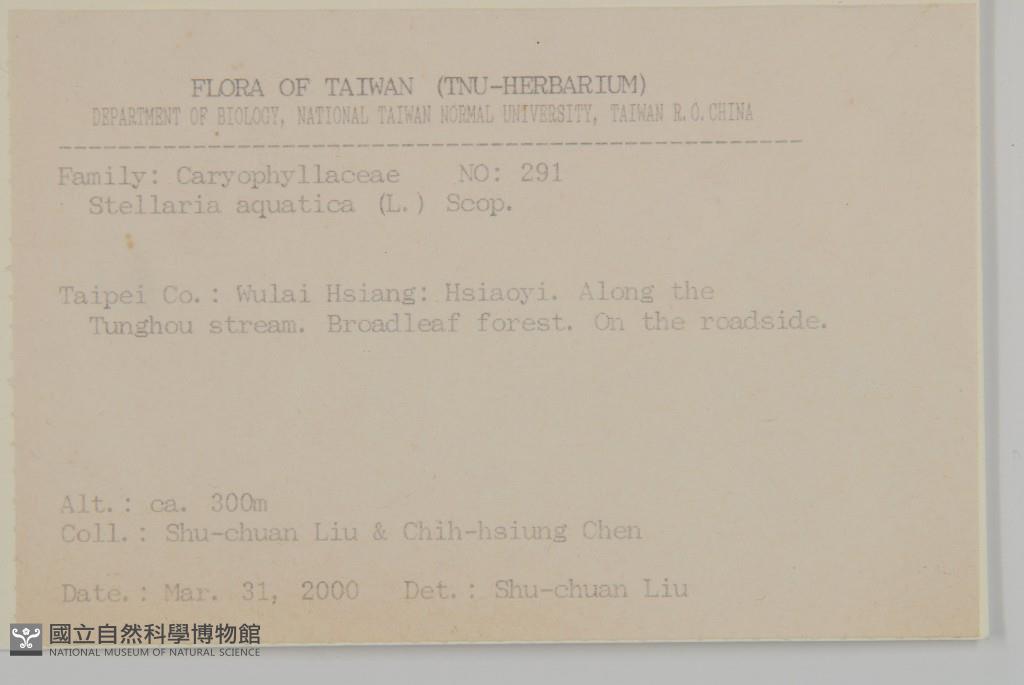 FLORA OF TAIWAN (TNU-HERBARIUM)
DEPARTMENT OF BIOLOGY, NATIONAL TAIWAN NORMAL UNIVERSITY, TAIWAN R.O.CHINA
Family: Caryophyllaceae NO: 291
Stellaria aquatica (L.) Scop.
Taipei Co.: Wulai Hsiang: Hsiaoyi. Along the
Tunghou stream. Broadleaf forest. On the roadside.
Alt.: ca. 300m
Coll.: Shu-chuan Liu & Chih-hsiung Chen
Date.: Mar. 31, 2000 Det.: Shu-chuan Liu
國立自然科學博物館
NATIONAL MUSEUM OF NATURAL SCIENCE